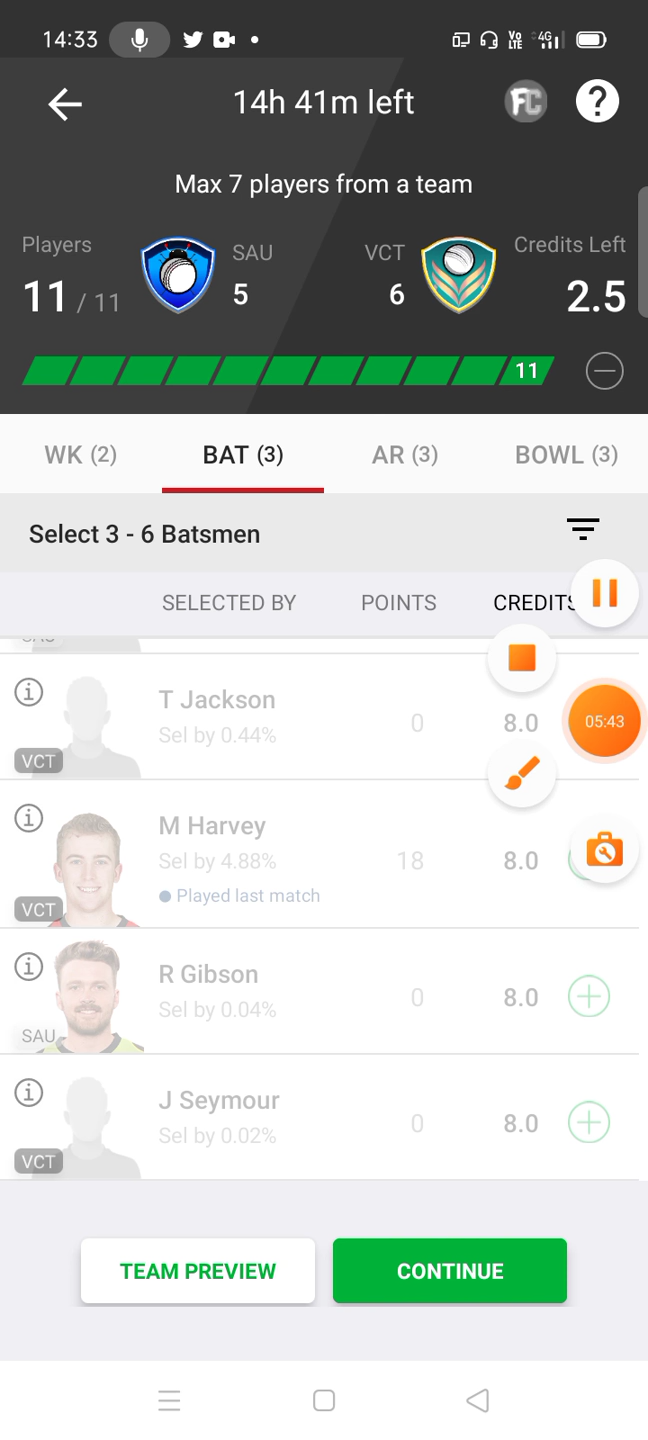 14:33
Vo LTE 4G
14h 41m left
FC ?
Max 7 players from a team
Players SAU VCT Credits Left
11 / 11 5 6 2.5
11
WK (2) BAT (3) AR (3) BOWL (3)
Select 3 - 6 Batsmen
SELECTED BY POINTS CREDITS
SAU
T Jackson
Sel by 0.44% 0 8.0 05:43
VCT
M Harvey
Sel by 4.88% 18 8.0
Played last match
VCT
R Gibson
Sel by 0.04% 0 8.0
SAU
J Seymour
Sel by 0.02% 0 8.0
VCT
TEAM PREVIEW CONTINUE